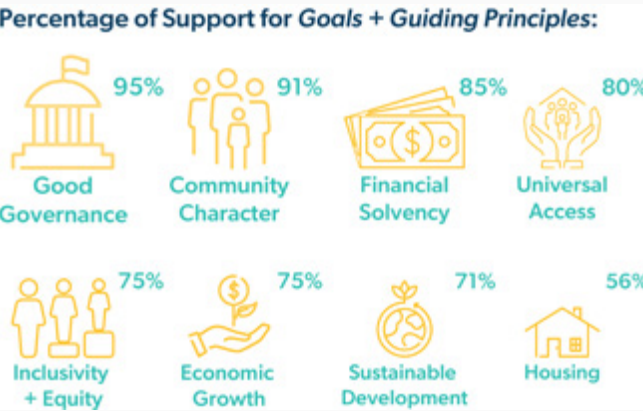 Percentage of Support for Goals + Guiding Principles:
95%
Good
Governance
91%
Community
Character
85%
Financial
Solvency
80%
Universal
Access
75%
Inclusivity
+ Equity
75%
Economic
Growth
71%
Sustainable
Development
56%
Housing